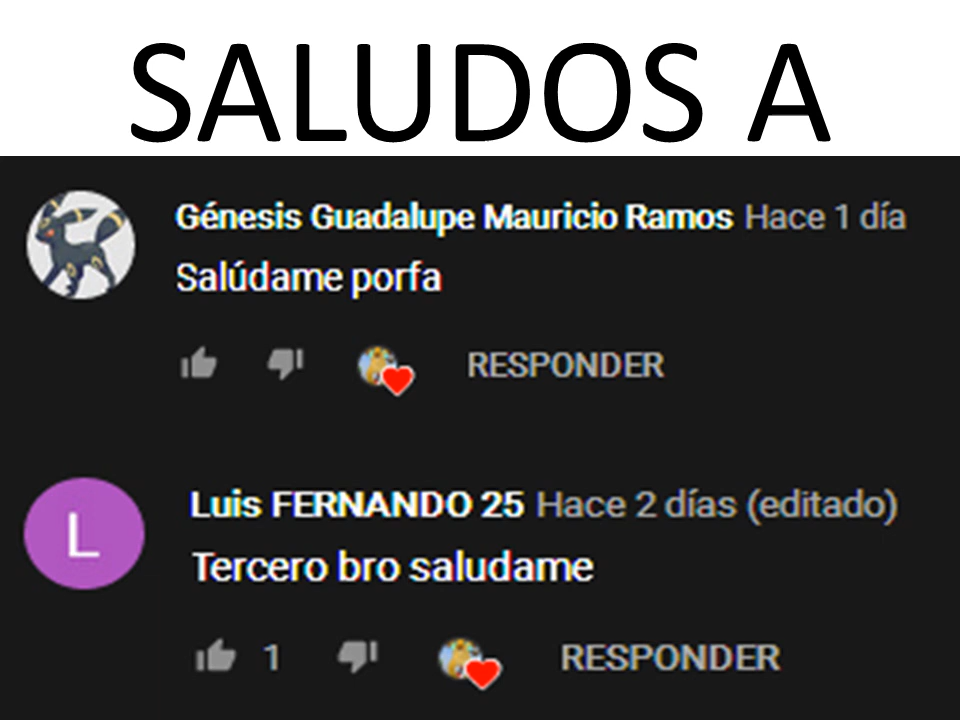 SALUDOS A
Génesis Guadalupe Mauricio Ramos Hace 1 día
Salúdame porfa
RESPONDER
L
Luis FERNANDO 25 Hace 2 días (editado)
Tercero bro saludame
1 RESPONDER